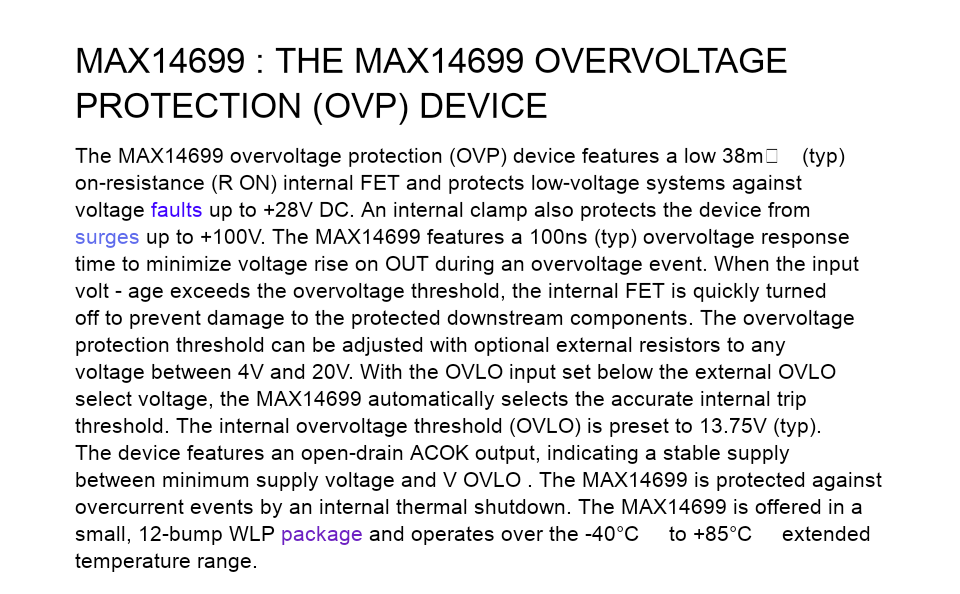 MAX14699 : THE MAX14699 OVERVOLTAGE
PROTECTION (OVP) DEVICE
The MAX14699 overvoltage protection (OVP) device features a low 38m□ (typ)
on-resistance (R ON) internal FET and protects low-voltage systems against
voltage faults up to +28V DC. An internal clamp also protects the device from
surges up to +100V. The MAX14699 features a 100ns (typ) overvoltage response
time to minimize voltage rise on OUT during an overvoltage event. When the input
volt - age exceeds the overvoltage threshold, the internal FET is quickly turned
off to prevent damage to the protected downstream components. The overvoltage
protection threshold can be adjusted with optional external resistors to any
voltage between 4V and 20V. With the OVLO input set below the external OVLO
select voltage, the MAX14699 automatically selects the accurate internal trip
threshold. The internal overvoltage threshold (OVLO) is preset to 13.75V (typ).
The device features an open-drain ACOK output, indicating a stable supply
between minimum supply voltage and V OVLO . The MAX14699 is protected against
overcurrent events by an internal thermal shutdown. The MAX14699 is offered in a
small, 12-bump WLP package and operates over the -40°C to +85°C extended
temperature range.